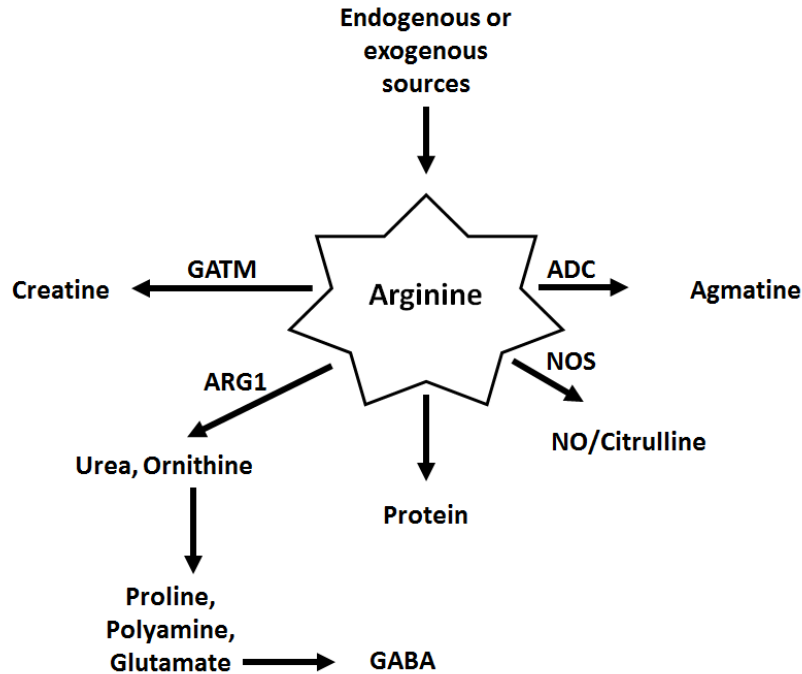 Endogenous or
exogenous
sources
GATM
ADC
Creatine
Arginine
Agmatine
ARG1
NOS
Urea, Ornithine
NO/Citrulline
Protein
Proline,
Polyamine,
Glutamate
GABA